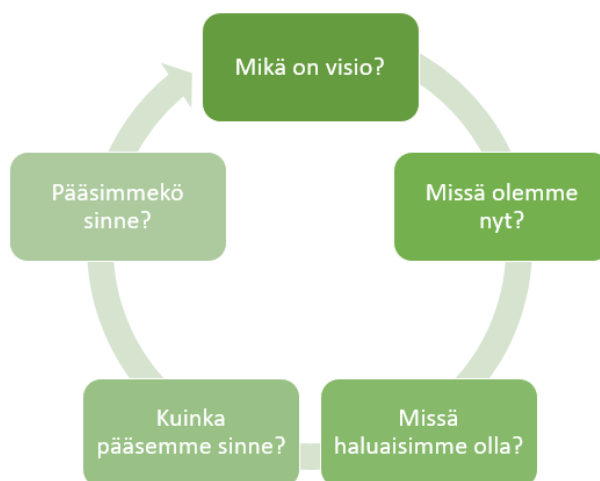 Mikä on visio?
Missä olemme
nyt?
Missä
haluaisimme olla?
Kuinka
pääsemme sinne?
Pääsimmekö
sinne?